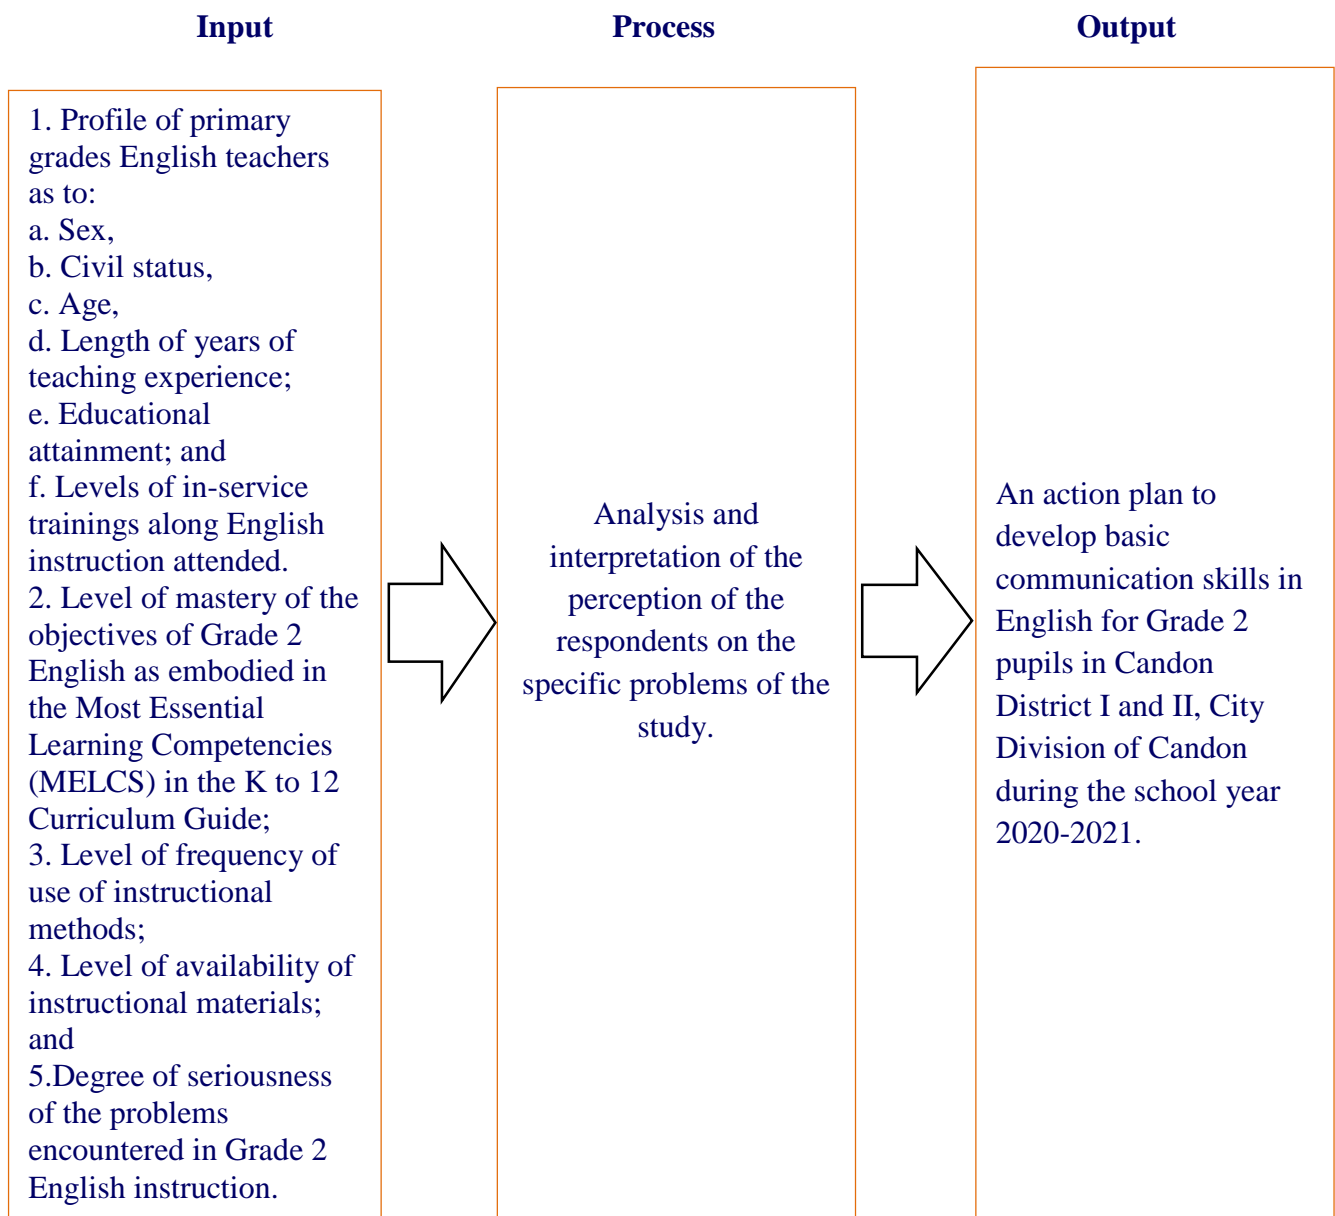 Input
Process
Output
1. Profile of primary
grades English teachers
as to:
a. Sex,
b. Civil status,
c. Age,
d. Length of years of
teaching experience;
e. Educational
attainment; and
f. Levels of in-service
trainings along English
instruction attended.
2. Level of mastery of the
objectives of Grade 2
English as embodied in
the Most Essential
Learning Competencies
(MELCS) in the K to 12
Curriculum Guide;
3. Level of frequency of
use of instructional
methods;
4. Level of availability of
instructional materials;
and
5.Degree of seriousness
of the problems
encountered in Grade 2
English instruction.
Analysis and
interpretation of the
perception of the
respondents on the
specific problems of the
study.
An action plan to
develop basic
communication skills in
English for Grade 2
pupils in Candon
District I and II, City
Division of Candon
during the school year
2020-2021.